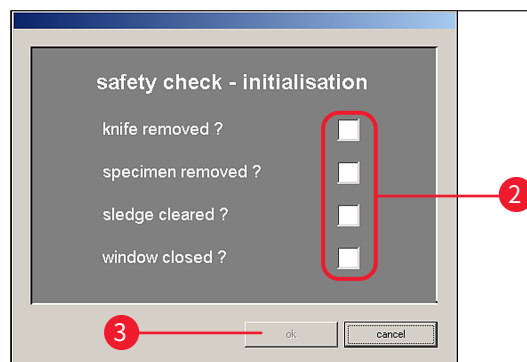 safety check - initialisation
knife removed ?
specimen removed ?
2
sledge cleared ?
window closed ?
3
ok
cancel